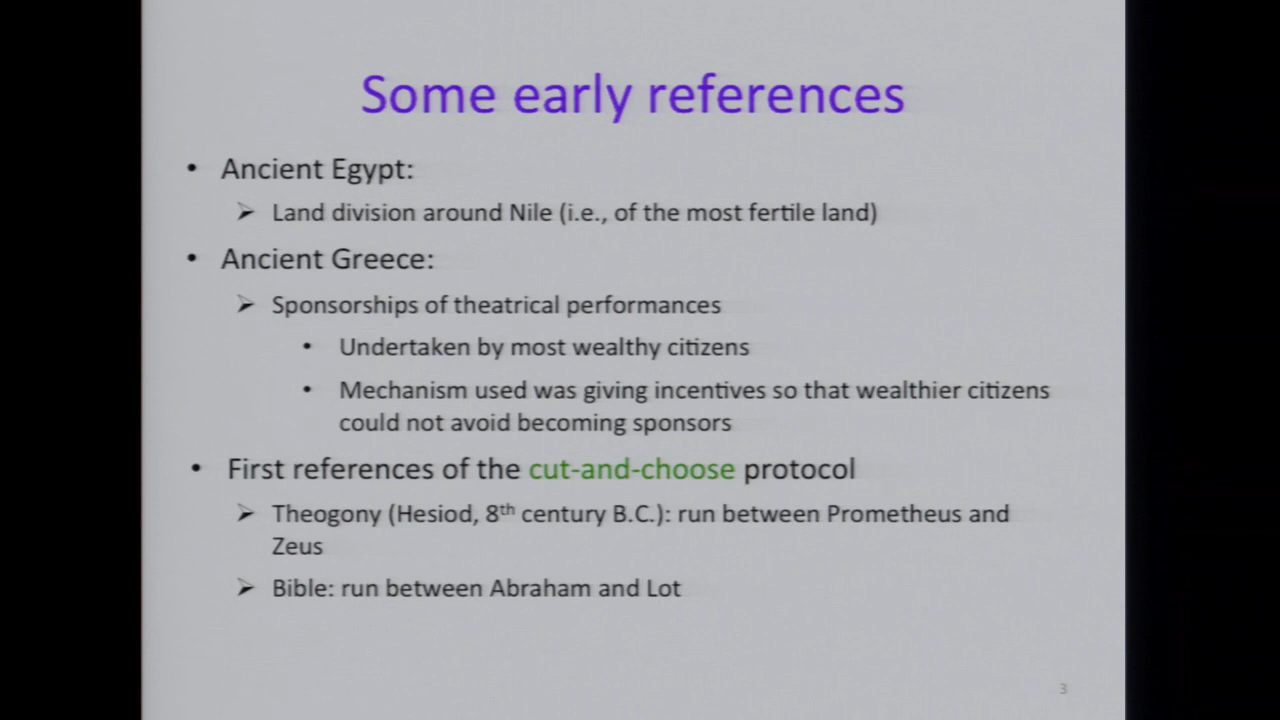 Some early references
• Ancient Egypt:
➢ Land division around Nile (i.e., of the most fertile land)
• Ancient Greece:
➢ Sponsorships of theatrical performances
• Undertaken by most wealthy citizens
• Mechanism used was giving incentives so that wealthier citizens
could not avoid becoming sponsors
• First references of the cut-and-choose protocol
➢ Theogony (Hesiod, 8th century B.C.): run between Prometheus and
Zeus
➢ Bible: run between Abraham and Lot
3